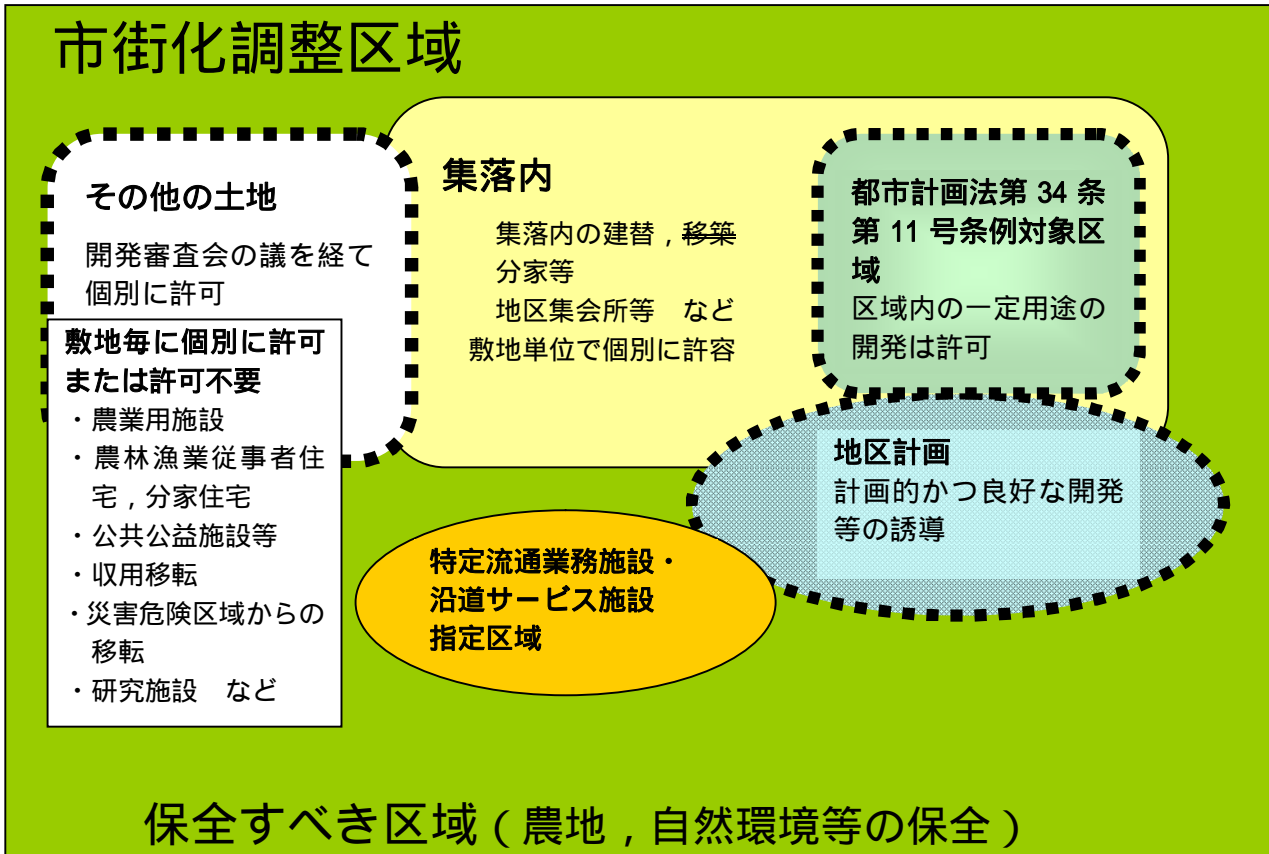 市街化調整区域
その他の土地
開発審査会の議を経て
個別に許可
敷地毎に個別に許可
または許可不要
・農業用施設
・農林漁業従事者住
宅，分家住宅
・公共公益施設等
・収用移転
・災害危険区域からの
移転
・研究施設　など
集落内
集落内の建替，移築
分家等
地区集会所等　など
敷地単位で個別に許容
都市計画法第 34 条
第 11 号条例対象区
域
区域内の一定用途の
開発は許可
地区計画
計画的かつ良好な開発
等の誘導
特定流通業務施設・
沿道サービス施設
指定区域
保全すべき区域（農地，自然環境等の保全）